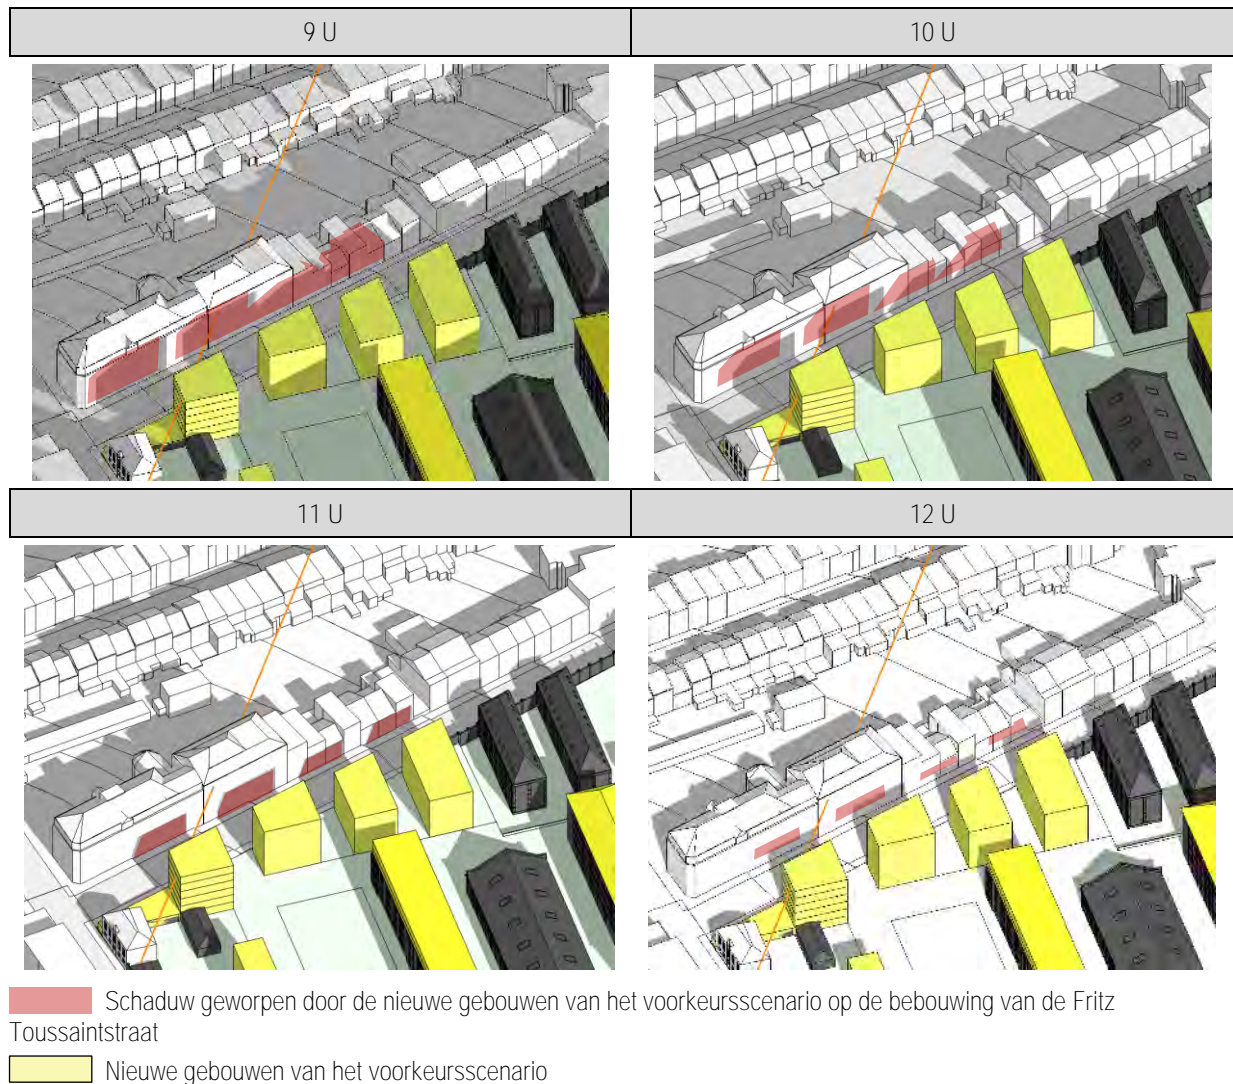 9 U
10 U
11 U
12 U
Schaduw geworpen door de nieuwe gebouwen van het voorkeursscenario op de bebouwing van de Fritz
Toussaintstraat
Nieuwe gebouwen van het voorkeursscenario